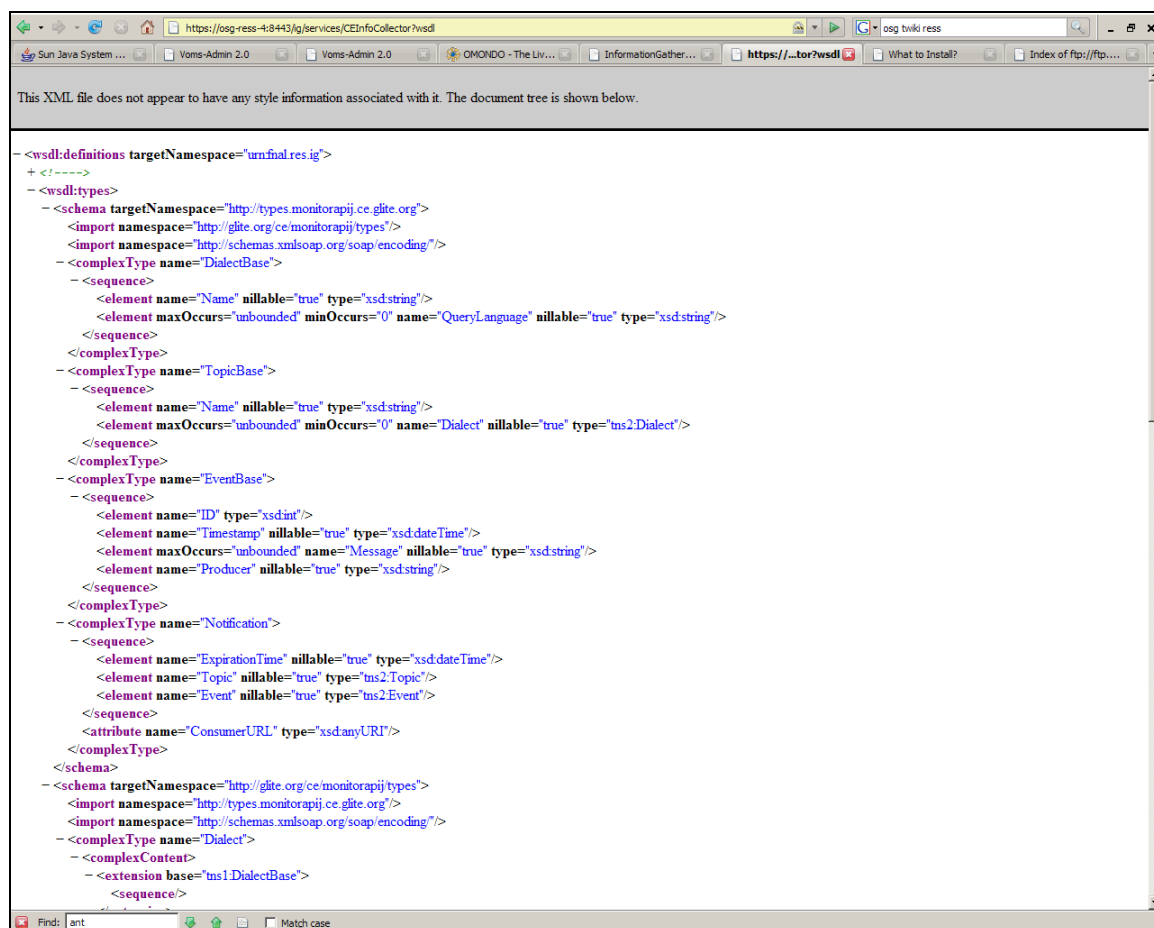 https://osg-ress-4:8443/ig/services/CEInfoCollector?wsdl
osg twiki ress
Sun Java System ... Voms-Admin 2.0 Voms-Admin 2.0 OMONDO - The Liv... InformationGather... https://...tor?wsdl What to Install? Index of ftp://ftp....
This XML file does not appear to have any style information associated with it. The document tree is shown below.
− <wsdl:definitions targetNamespace="urn:fnal.res.ig">
+ <!---->
− <wsdl:types>
− <schema targetNamespace="http://types.monitorapij.ce.glite.org">
<import namespace="http://glite.org/ce/monitorapij/types"/>
<import namespace="http://schemas.xmlsoap.org/soap/encoding/"/>
− <complexType name="DialectBase">
− <sequence>
<element name="Name" nillable="true" type="xsd:string"/>
<element maxOccurs="unbounded" minOccurs="0" name="QueryLanguage" nillable="true" type="xsd:string"/>
</sequence>
</complexType>
− <complexType name="TopicBase">
− <sequence>
<element name="Name" nillable="true" type="xsd:string"/>
<element maxOccurs="unbounded" minOccurs="0" name="Dialect" nillable="true" type="tns2:Dialect"/>
</sequence>
</complexType>
− <complexType name="EventBase">
− <sequence>
<element name="ID" type="xsd:int"/>
<element name="Timestamp" nillable="true" type="xsd:dateTime"/>
<element maxOccurs="unbounded" name="Message" nillable="true" type="xsd:string"/>
<element name="Producer" nillable="true" type="xsd:string"/>
</sequence>
</complexType>
− <complexType name="Notification">
− <sequence>
<element name="ExpirationTime" nillable="true" type="xsd:dateTime"/>
<element name="Topic" nillable="true" type="tns2:Topic"/>
<element name="Event" nillable="true" type="tns2:Event"/>
</sequence>
<attribute name="ConsumerURL" type="xsd:anyURI"/>
</complexType>
</schema>
− <schema targetNamespace="http://glite.org/ce/monitorapij/types">
<import namespace="http://types.monitorapij.ce.glite.org"/>
<import namespace="http://schemas.xmlsoap.org/soap/encoding/"/>
− <complexType name="Dialect">
− <complexContent>
− <extension base="tns1:DialectBase">
<sequence/>
Find: ant Match case